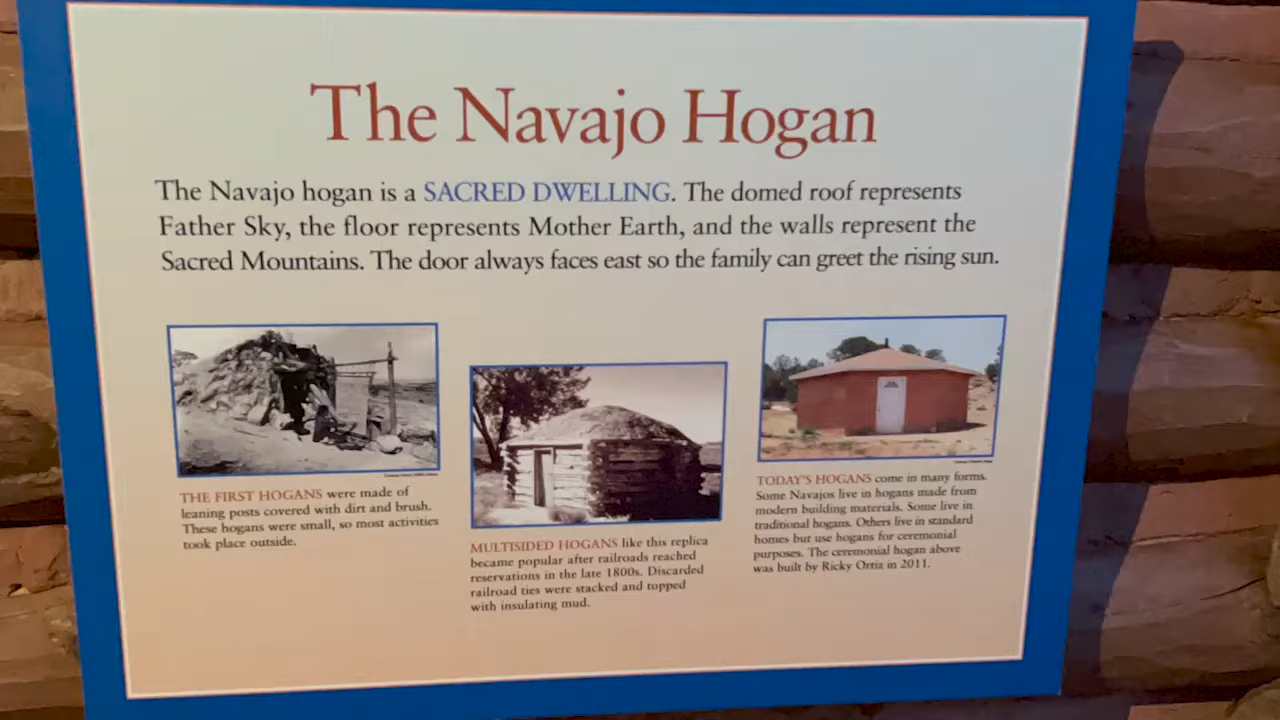 The Navajo Hogan
The Navajo hogan is a SACRED DWELLING. The domed roof represents
Father Sky, the floor represents Mother Earth, and the walls represent the
Sacred Mountains. The door always faces east so the family can greet the rising sun.
THE FIRST HOGANS were made of
leaning posts covered with dirt and brush.
These hogans were small, so most activities
took place outside.
MULTISIDED HOGANS like this replica
became popular after railroads reached
reservations in the late 1800s. Discarded
railroad ties were stacked and topped
with insulating mud.
TODAY'S HOGANS come in many forms.
Some Navajos live in hogans made from
modern building materials. Some live in
traditional hogans. Others live in standard
homes but use hogans for ceremonial
purposes. The ceremonial hogan above
was built by Ricky Ortiz in 2011.